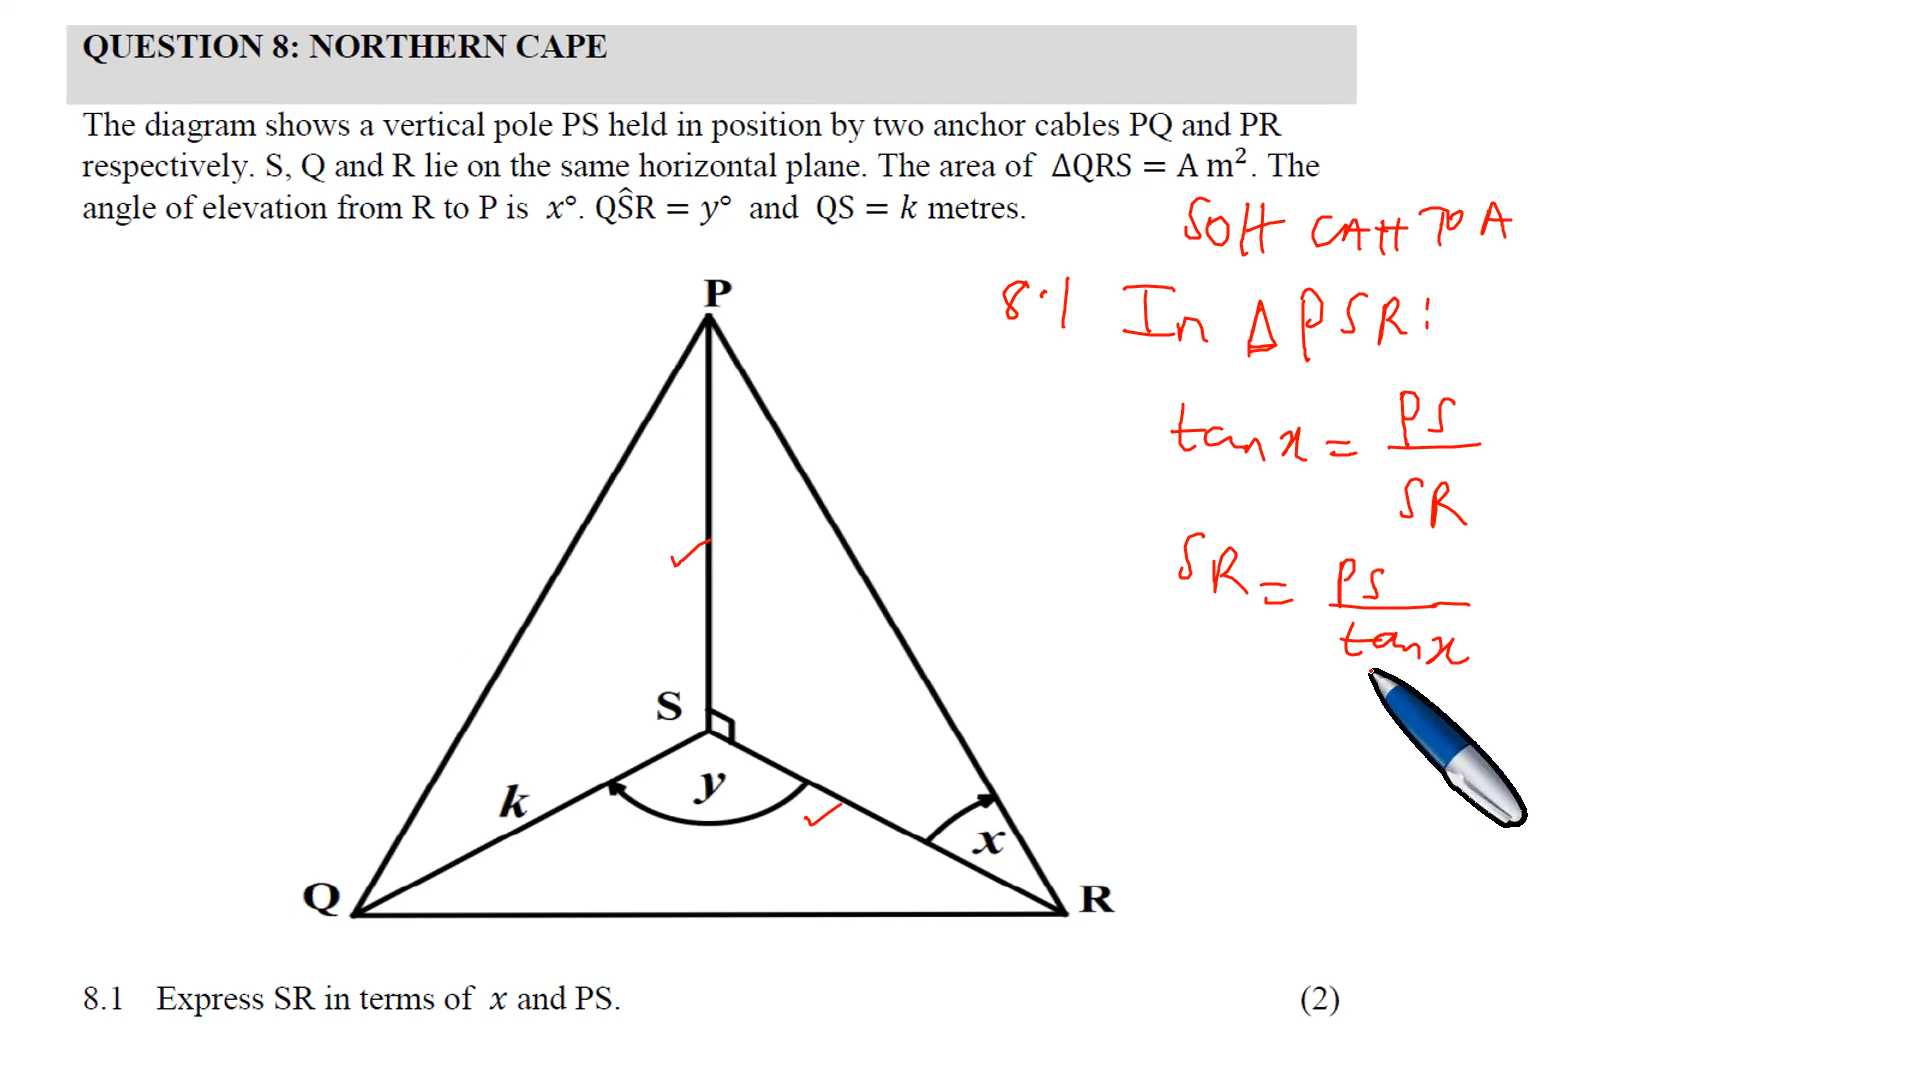 QUESTION 8: NORTHERN CAPE
The diagram shows a vertical pole PS held in position by two anchor cables PQ and PR
respectively. S, Q and R lie on the same horizontal plane. The area of ΔQRS = A m². The
angle of elevation from R to P is x°. QŜR = y° and QS = k metres.
SOH CAH TOA
8.1 In Δ PSR:
tan x = PS
SR
SR = PS
tan x
P
S
k
y
x
Q
R
8.1 Express SR in terms of x and PS.
(2)